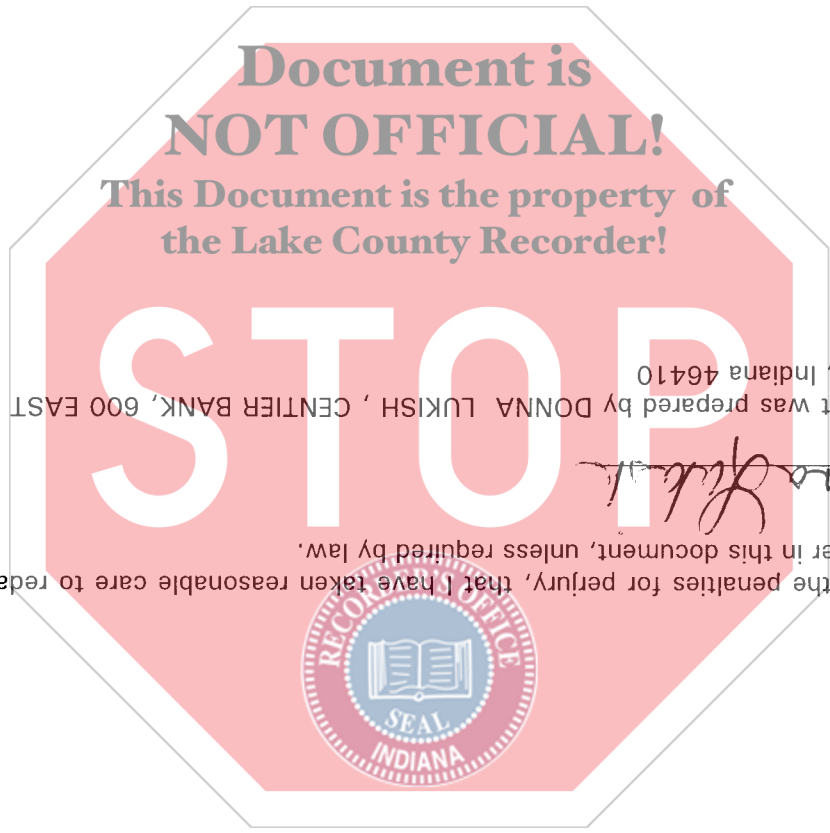 Document is
NOT OFFICIAL!
This Document is the property of
the Lake County Recorder!
STOP
the penalties for perjury, that I have taken reasonable care to reda
er in this document, unless required by law.
t was prepared by DONNA LUKISH , CENTIER BANK, 600 EAST
, Indiana 46410
RECORDER'S OFFICE
SEAL
INDIANA